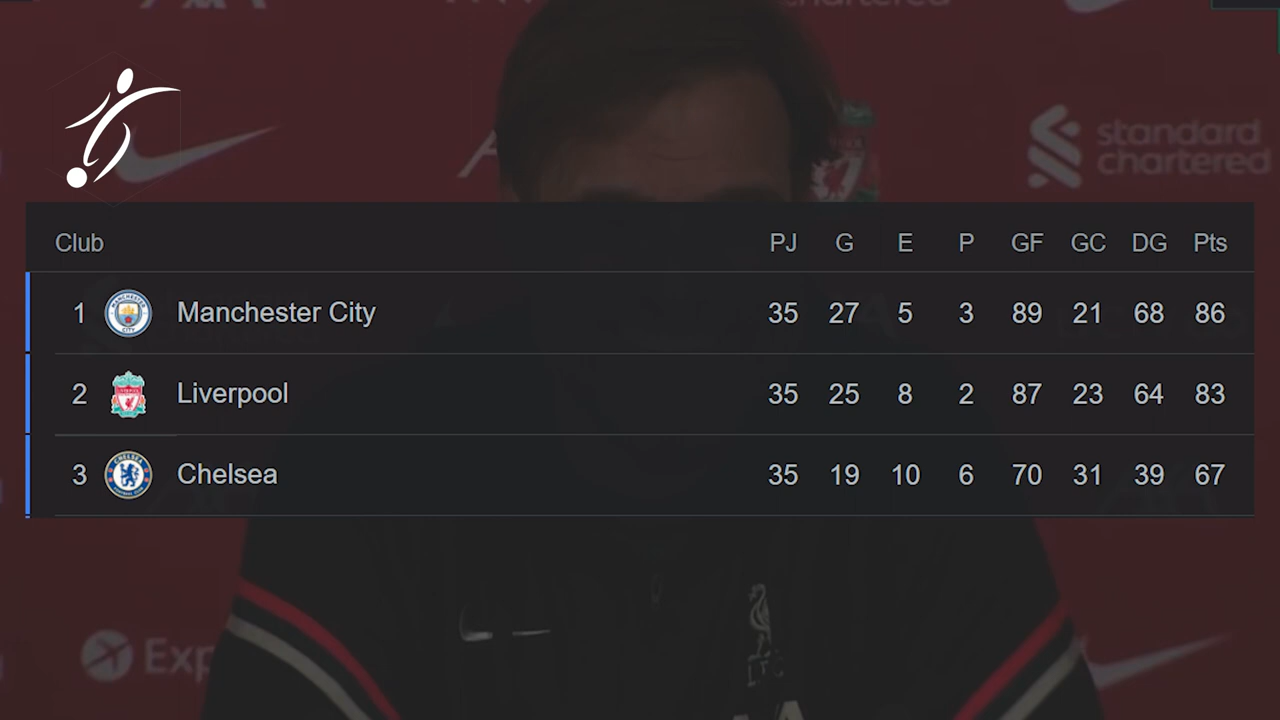 chartered
standard
chartered
Club PJ G E P GF GC DG Pts
1 Manchester City 35 27 5 3 89 21 68 86
2 Liverpool 35 25 8 2 87 23 64 83
3 Chelsea 35 19 10 6 70 31 39 67
Exp